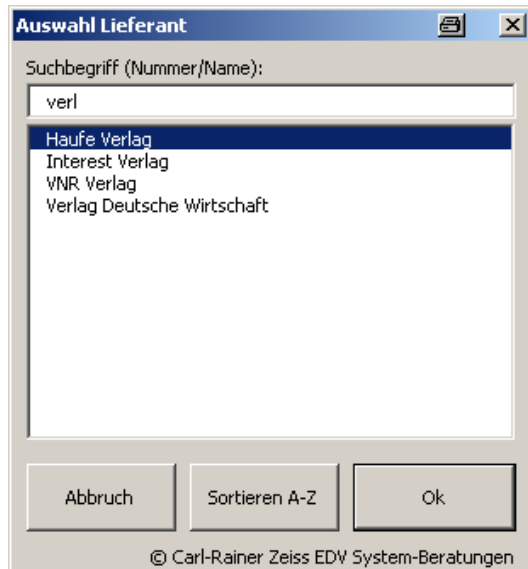 Auswahl Lieferant
Suchbegriff (Nummer/Name):
verl
Haufe Verlag
Interest Verlag
VNR Verlag
Verlag Deutsche Wirtschaft
Abbruch
Sortieren A-Z
Ok
© Carl-Rainer Zeiss EDV System-Beratungen